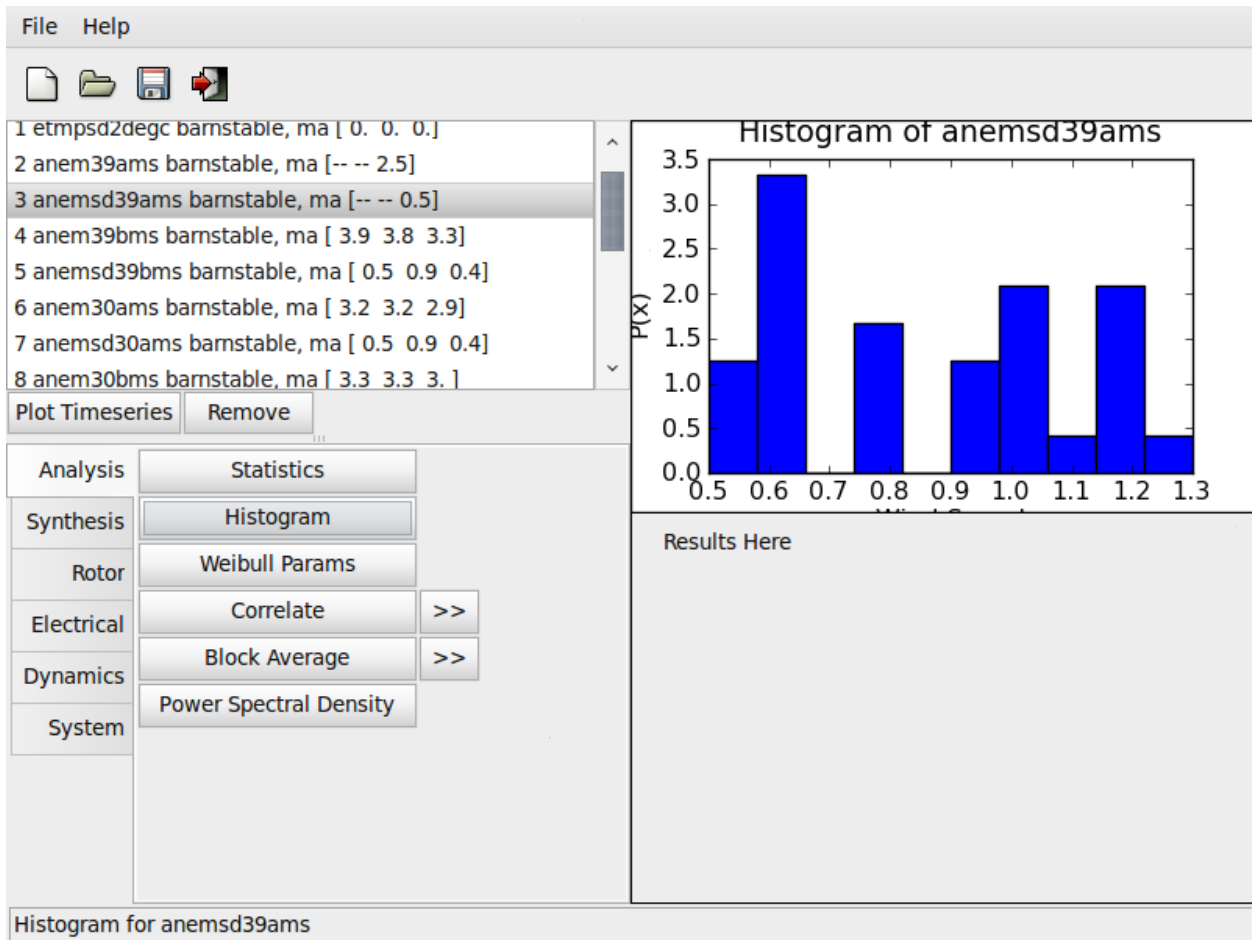 File Help
1 etmpsd2degc barnstable, ma [ 0. 0. 0.]
2 anem39ams barnstable, ma [-- -- 2.5]
3 anemsd39ams barnstable, ma [-- -- 0.5]
4 anem39bms barnstable, ma [ 3.9 3.8 3.3]
5 anemsd39bms barnstable, ma [ 0.5 0.9 0.4]
6 anem30ams barnstable, ma [ 3.2 3.2 2.9]
7 anemsd30ams barnstable, ma [ 0.5 0.9 0.4]
8 anem30bms barnstable, ma [ 3.3 3.3 3. ]
Plot Timeseries Remove
Analysis
Synthesis
Rotor
Electrical
Dynamics
System
Statistics
Histogram
Weibull Params
Correlate >>
Block Average >>
Power Spectral Density
Histogram of anemsd39ams
3.5
3.0
2.5
2.0
1.5
1.0
0.5
0.0
P(x)
0.5 0.6 0.7 0.8 0.9 1.0 1.1 1.2 1.3
Results Here
Histogram for anemsd39ams